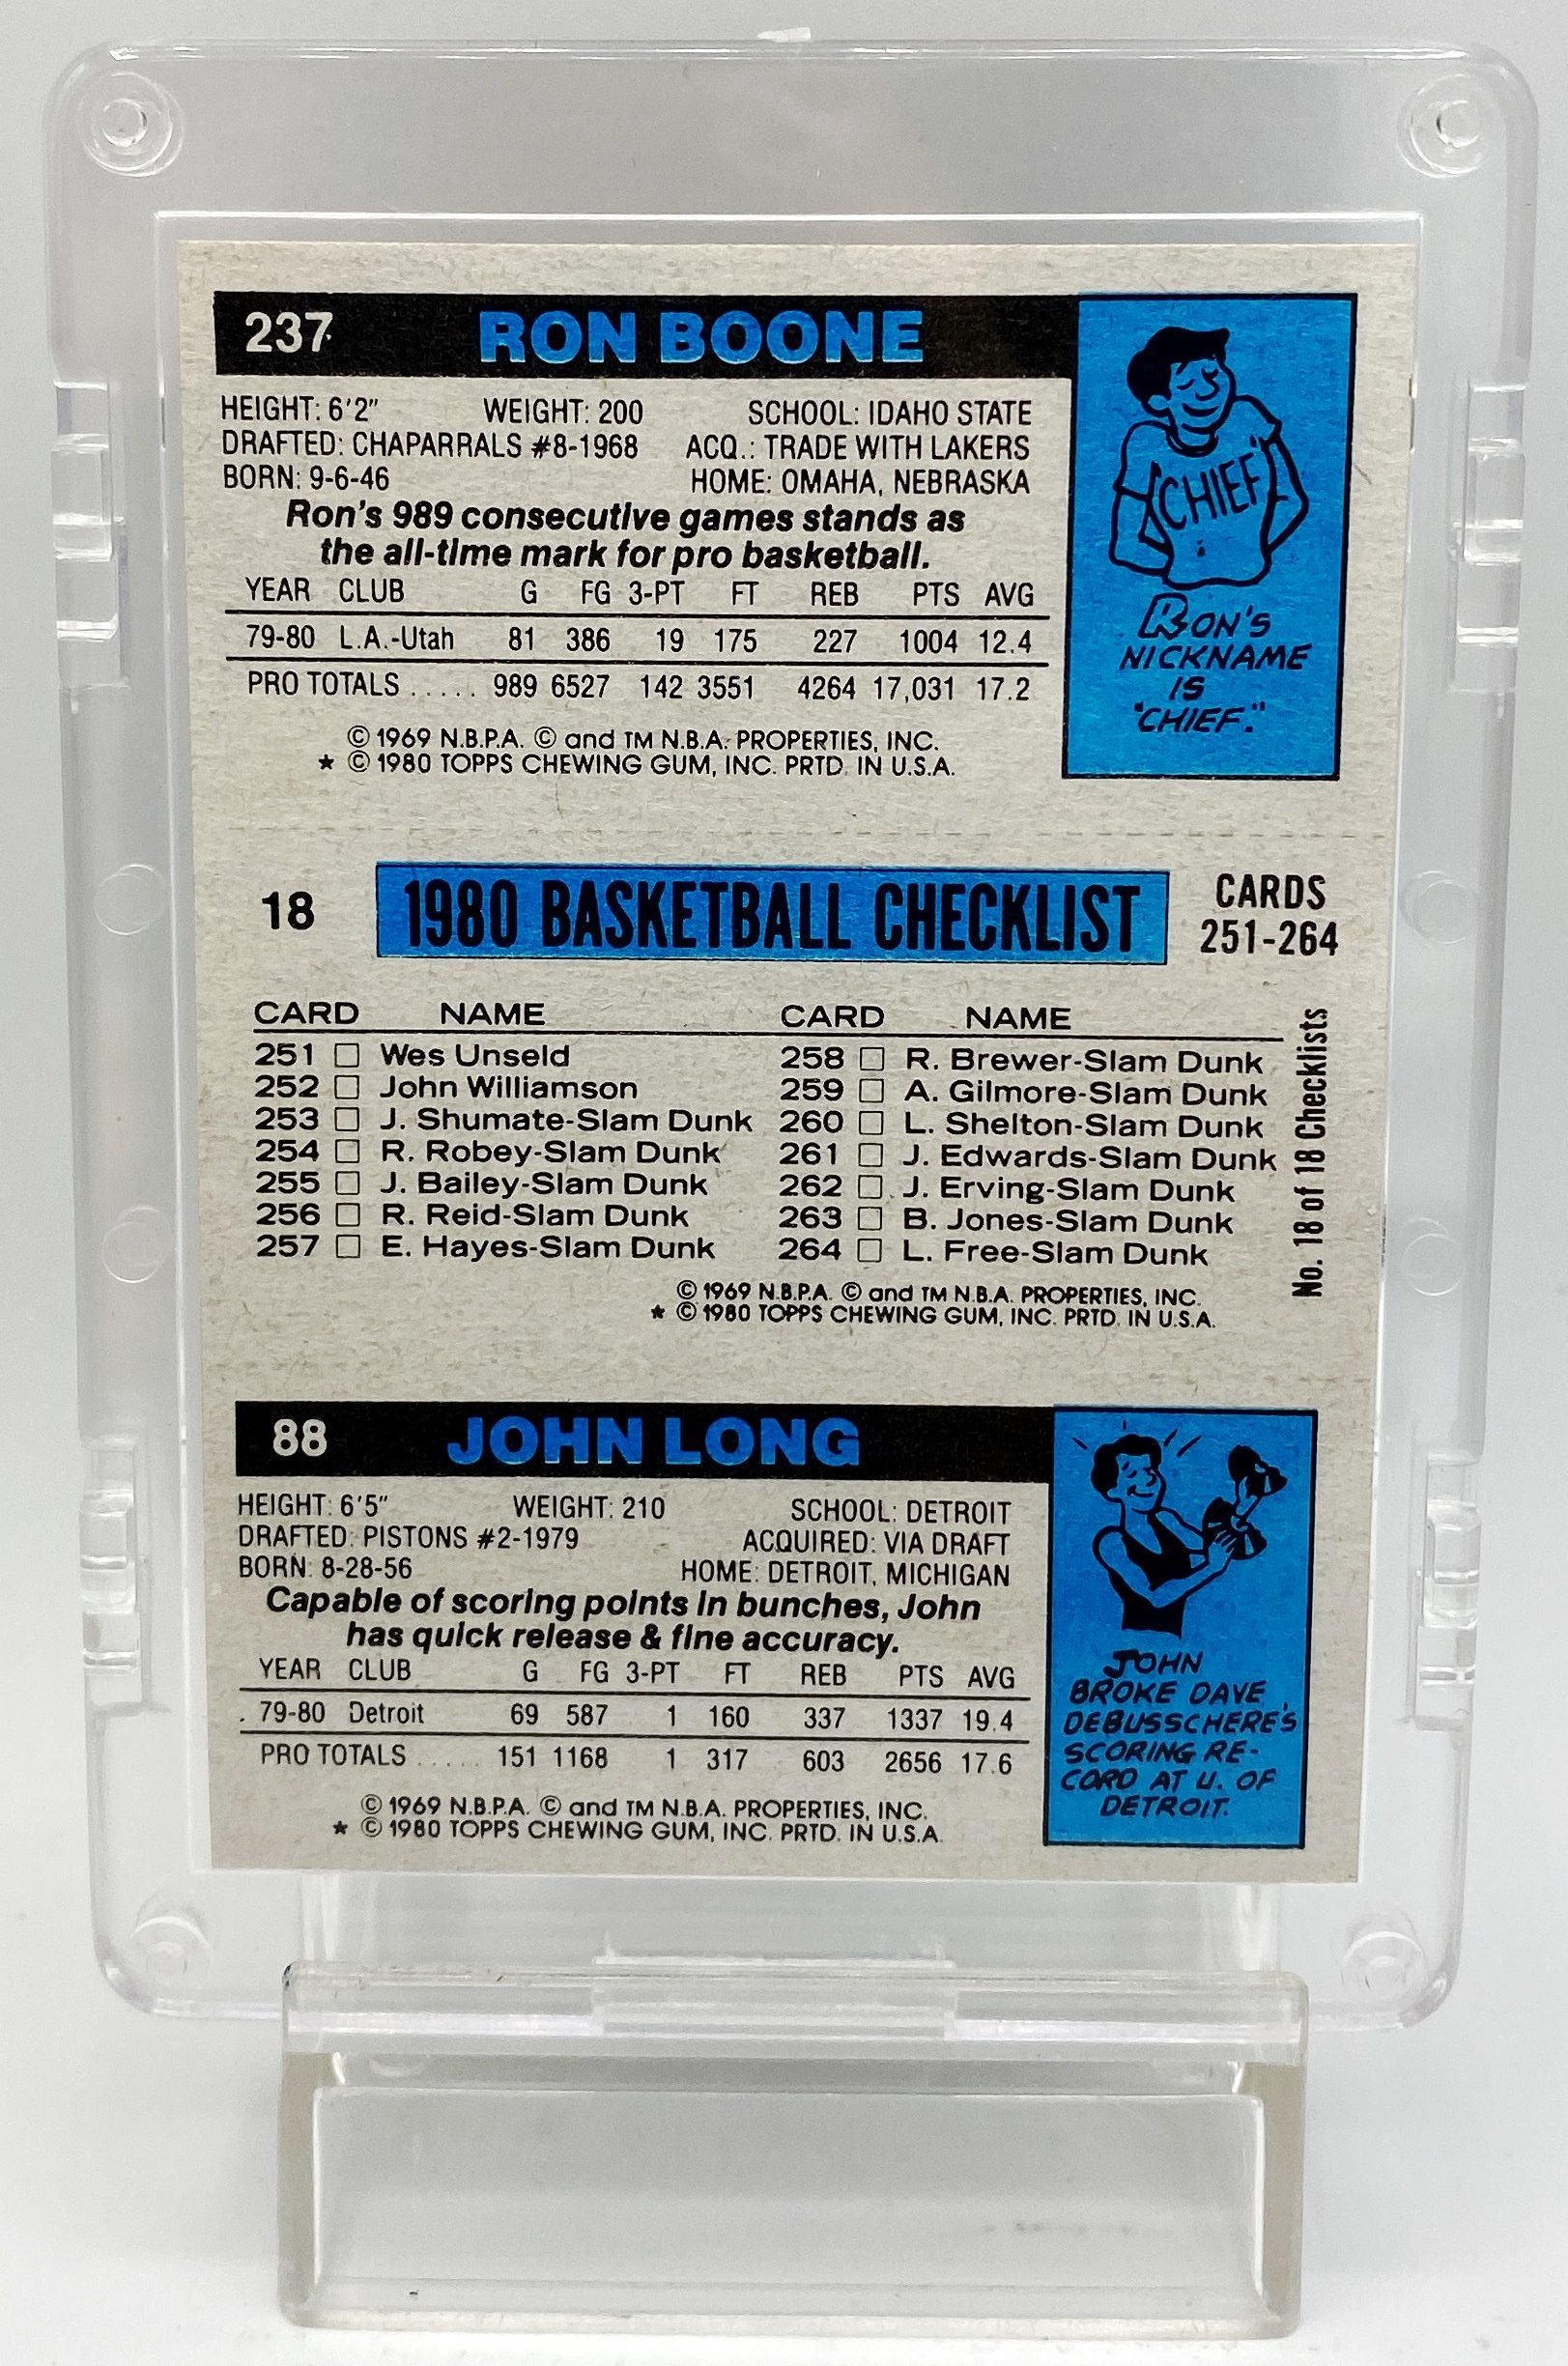 237 RON BOONE
HEIGHT: 6'2" WEIGHT: 200 SCHOOL: IDAHO STATE
DRAFTED: CHAPARRALS #8-1968 ACQ.: TRADE WITH LAKERS
BORN: 9-6-46 HOME: OMAHA, NEBRASKA
Ron's 989 consecutive games stands as
the all-time mark for pro basketball.
YEAR CLUB G FG 3-PT FT REB PTS AVG
79-80 L.A.-Utah 81 386 19 175 227 1004 12.4
PRO TOTALS ..... 989 6527 142 3551 4264 17,031 17.2
© 1969 N.B.P.A. © and TM N.B.A. PROPERTIES, INC.
★ © 1980 TOPPS CHEWING GUM, INC. PRTD. IN U.S.A.
CHIEF
RON'S
NICKNAME
IS
"CHIEF."
18 1980 BASKETBALL CHECKLIST CARDS
251-264
CARD NAME CARD NAME
251 □ Wes Unseld 258 □ R. Brewer-Slam Dunk
252 □ John Williamson 259 □ A. Gilmore-Slam Dunk
253 □ J. Shumate-Slam Dunk 260 □ L. Shelton-Slam Dunk
254 □ R. Robey-Slam Dunk 261 □ J. Edwards-Slam Dunk
255 □ J. Bailey-Slam Dunk 262 □ J. Erving-Slam Dunk
256 □ R. Reid-Slam Dunk 263 □ B. Jones-Slam Dunk
257 □ E. Hayes-Slam Dunk 264 □ L. Free-Slam Dunk
No. 18 of 18 Checklists
© 1969 N.B.P.A. © and TM N.B.A. PROPERTIES, INC.
★ © 1980 TOPPS CHEWING GUM, INC. PRTD. IN U.S.A.
88 JOHN LONG
HEIGHT: 6'5" WEIGHT: 210 SCHOOL: DETROIT
DRAFTED: PISTONS #2-1979 ACQUIRED: VIA DRAFT
BORN: 8-28-56 HOME: DETROIT, MICHIGAN
Capable of scoring points in bunches, John
has quick release & fine accuracy.
YEAR CLUB G FG 3-PT FT REB PTS AVG
79-80 Detroit 69 587 1 160 337 1337 19.4
PRO TOTALS ..... 151 1168 1 317 603 2656 17.6
© 1969 N.B.P.A. © and TM N.B.A. PROPERTIES, INC.
★ © 1980 TOPPS CHEWING GUM, INC. PRTD. IN U.S.A.
JOHN
BROKE DAVE
DEBUSSCHERE'S
SCORING RE-
CORD AT U. OF
DETROIT.